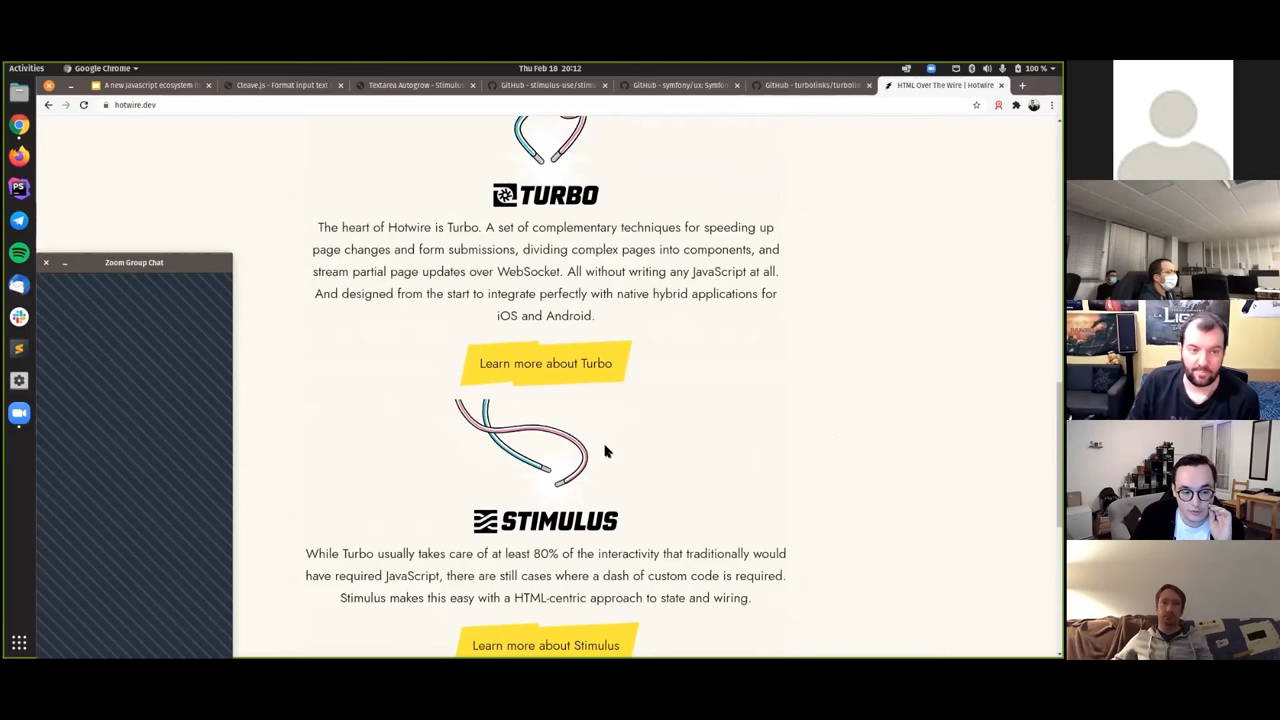 Activities
Google Chrome
Thu Feb 18 20:12
100 %
A new javascript ecosystem
Cleave.js - Format input text
Textarea Autogrow - Stimulus
GitHub - stimulus-use/stimu
GitHub - symfony/ux: Symfo
GitHub - turbolinks/turboli
HTML Over The Wire | Hotwire
hotwire.dev
TURBO
The heart of Hotwire is Turbo. A set of complementary techniques for speeding up
page changes and form submissions, dividing complex pages into components, and
stream partial page updates over WebSocket. All without writing any JavaScript at all.
And designed from the start to integrate perfectly with native hybrid applications for
iOS and Android.
Learn more about Turbo
STIMULUS
While Turbo usually takes care of at least 80% of the interactivity that traditionally would
have required JavaScript, there are still cases where a dash of custom code is required.
Stimulus makes this easy with a HTML-centric approach to state and wiring.
Learn more about Stimulus
Zoom Group Chat
PS